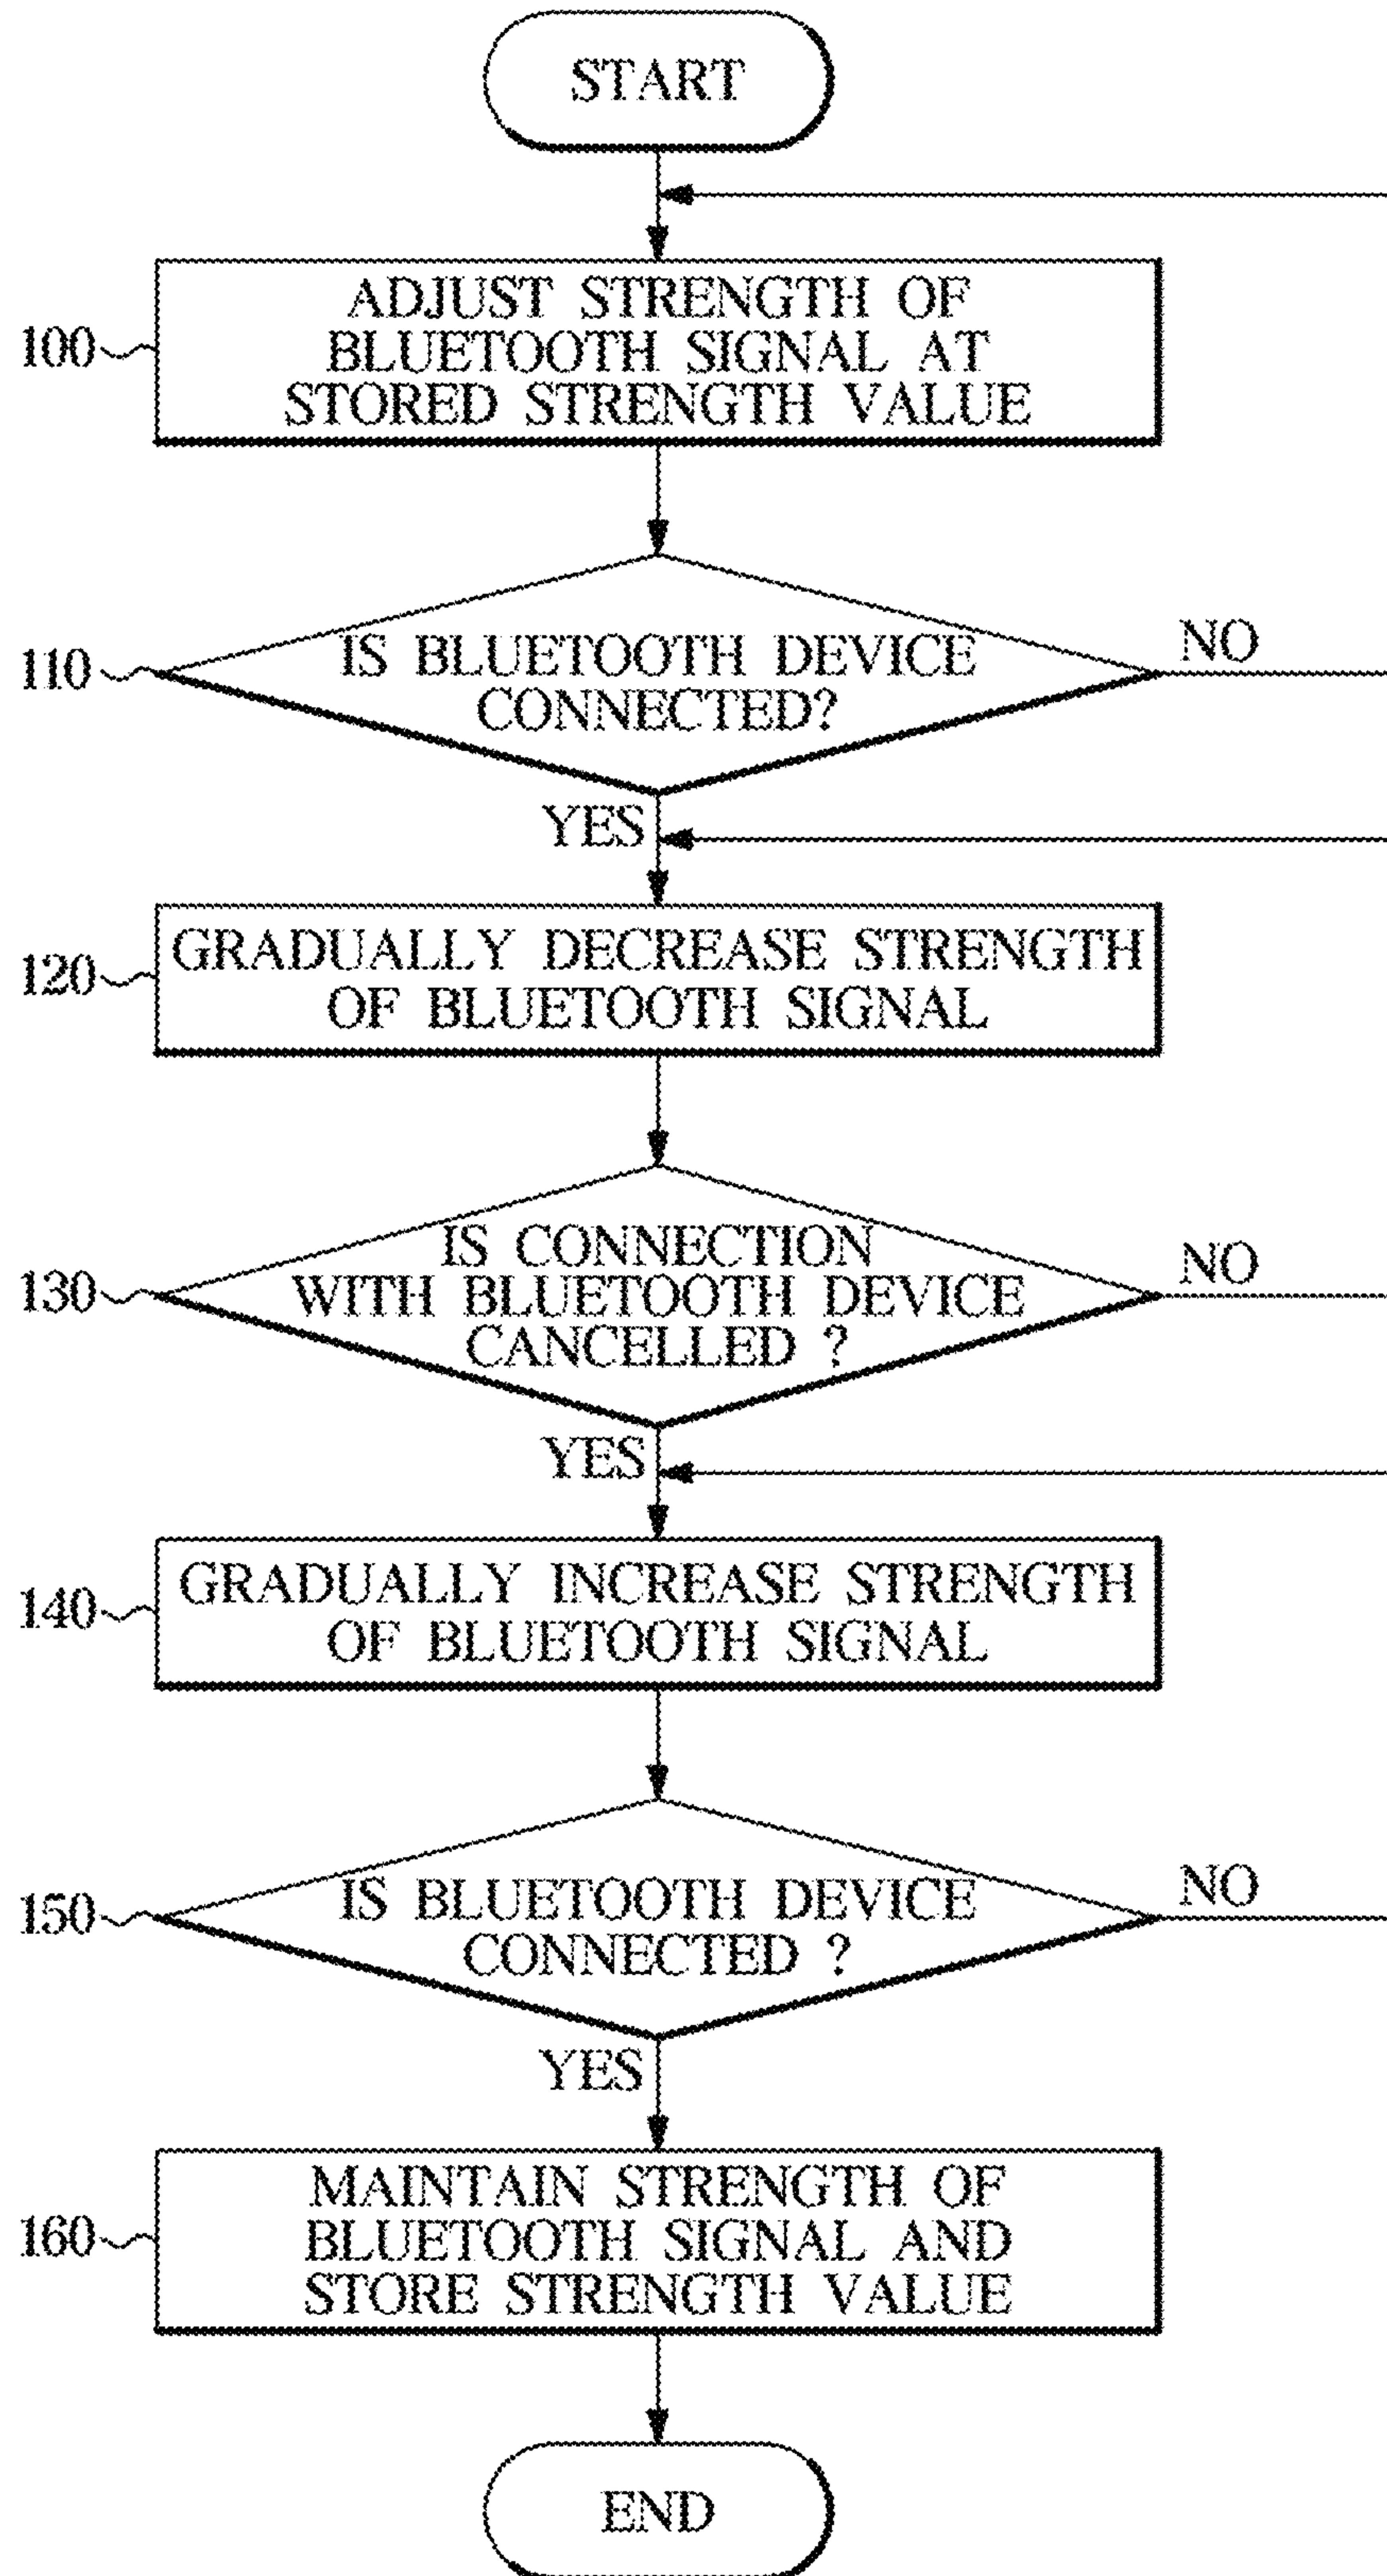 START
100
ADJUST STRENGTH OF
BLUETOOTH SIGNAL AT
STORED STRENGTH VALUE
110
IS BLUETOOTH DEVICE
CONNECTED?
NO
YES
120
GRADUALLY DECREASE STRENGTH
OF BLUETOOTH SIGNAL
130
IS CONNECTION
WITH BLUETOOTH DEVICE
CANCELLED ?
NO
YES
140
GRADUALLY INCREASE STRENGTH
OF BLUETOOTH SIGNAL
150
IS BLUETOOTH DEVICE
CONNECTED ?
NO
YES
160
MAINTAIN STRENGTH OF
BLUETOOTH SIGNAL AND
STORE STRENGTH VALUE
END